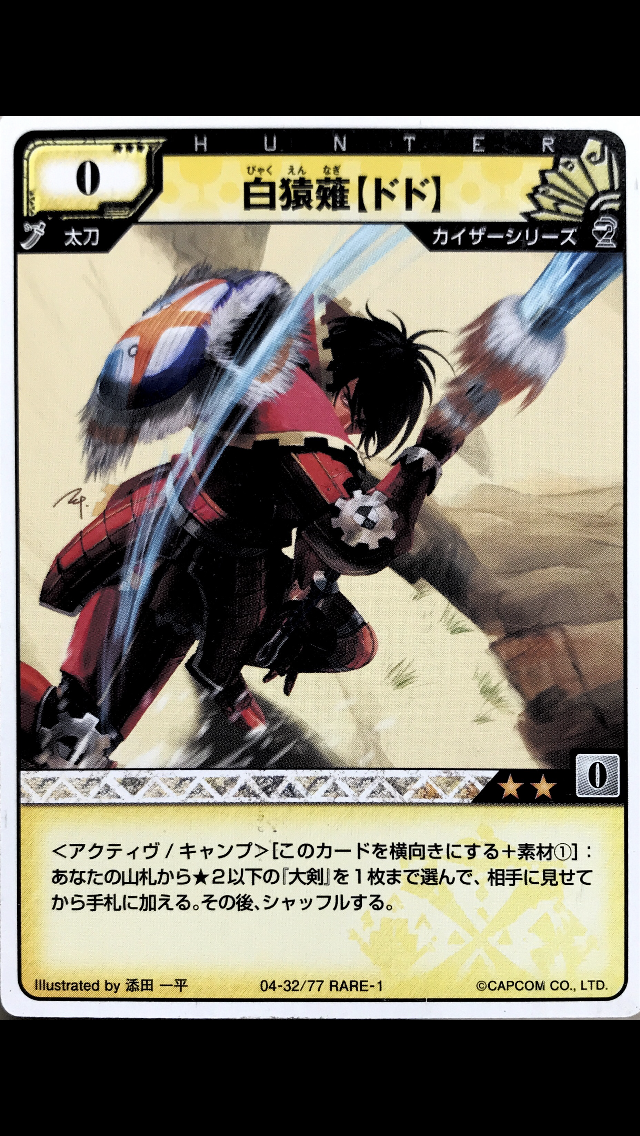 HUNTER
0
びゃくえんなぎ
白猿薙【ドド】
太刀
カイザーシリーズ
★★
0
<アクティヴ / キャンプ>[このカードを横向きにする+素材①]:
あなたの山札から★2以下の『大剣』を1枚まで選んで、相手に見せて
から手札に加える。その後、シャッフルする。
Illustrated by 添田 一平
04-32/77 RARE-1
©CAPCOM CO., LTD.